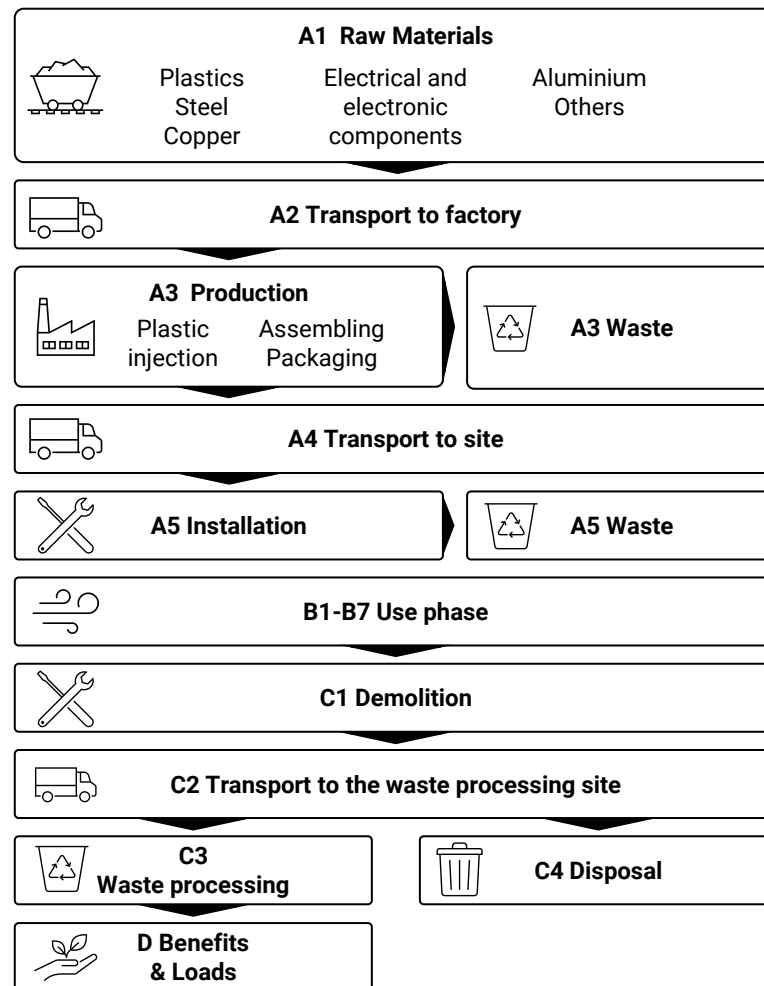 A1 Raw Materials
Plastics
Steel
Copper
Electrical and
electronic
components
Aluminium
Others
A2 Transport to factory
A3 Production
Plastic
injection
Assembling
Packaging
A3 Waste
A4 Transport to site
A5 Installation
A5 Waste
B1-B7 Use phase
C1 Demolition
C2 Transport to the waste processing site
C3
Waste processing
C4 Disposal
D Benefits
& Loads